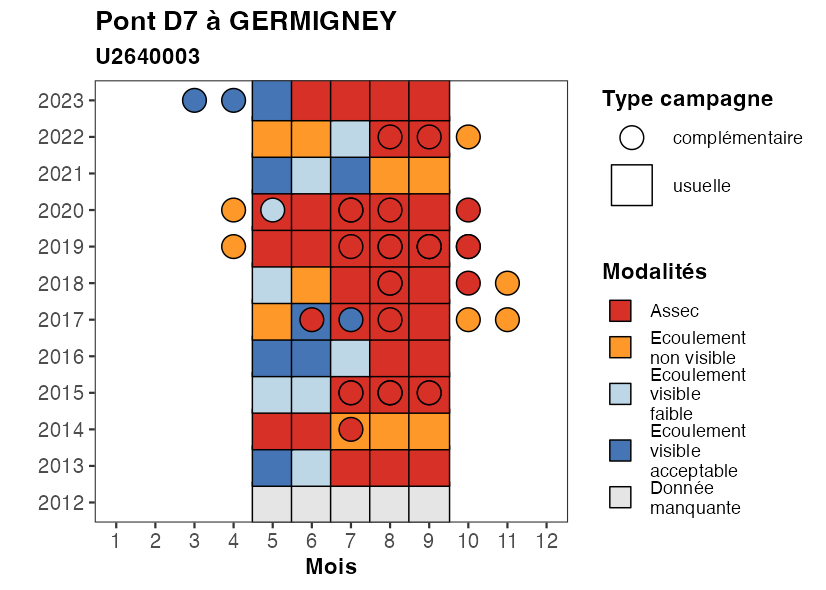 Pont D7 à GERMIGNEY
U2640003
2023
2022
2021
2020
2019
2018
2017
2016
2015
2014
2013
2012
1 2 3 4 5 6 7 8 9 10 11 12
Mois
Type campagne
complémentaire
usuelle
Modalités
Assec
Ecoulement
non visible
Ecoulement
visible
faible
Ecoulement
visible
acceptable
Donnée
manquante